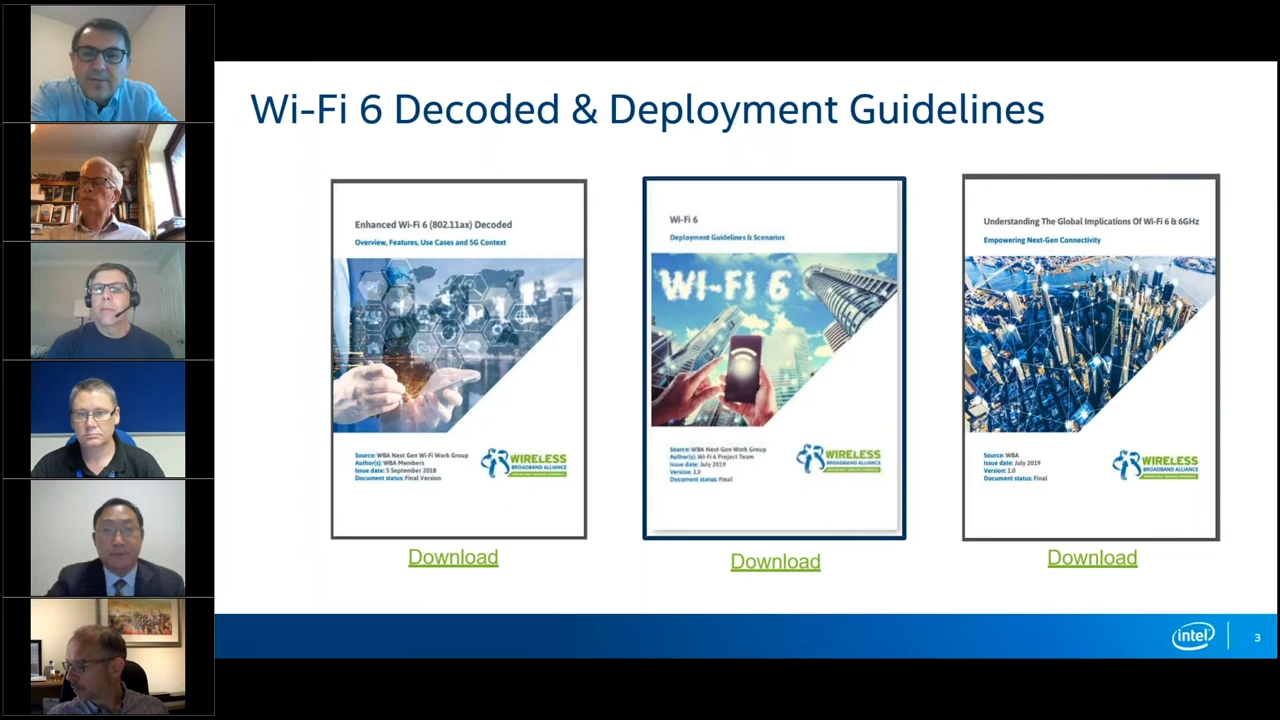 Wi-Fi 6 Decoded & Deployment Guidelines
Enhanced Wi-Fi 6 (802.11ax) Decoded
Overview, Features, Use Cases and 5G Context
Source: WBA Next Gen Wi-Fi Work Group
Author(s): WBA Members
Issue date: 5 September 2018
Document status: Final Version
WIRELESS
BROADBAND ALLIANCE
Download
Wi-Fi 6
Deployment Guidelines & Scenarios
WI-FI 6
Source: WBA Next-Gen Work Group
Author(s): Wi-Fi 6 Project Team
Issue date: July 2019
Version: 1.0
Document status: Final
WIRELESS
BROADBAND ALLIANCE
Download
Understanding The Global Implications Of Wi-Fi 6 & 6GHz
Empowering Next-Gen Connectivity
Source: WBA
Issue date: July 2019
Version: 1.0
Document status: Final
WIRELESS
BROADBAND ALLIANCE
Download
intel
3